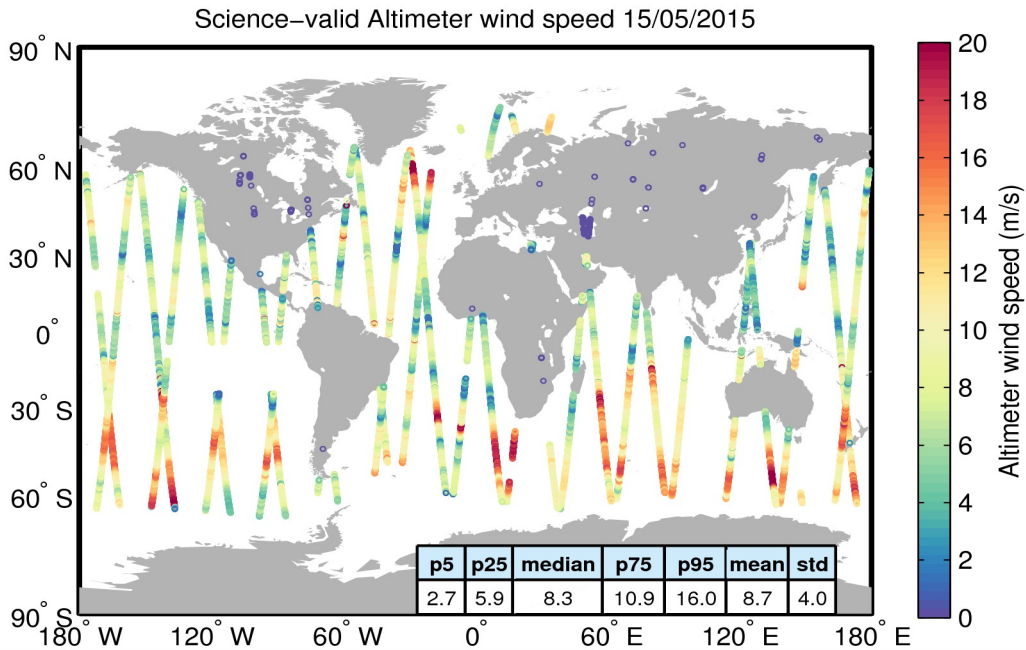 Science−valid Altimeter wind speed 15/05/2015
90° N
60° N
30° N
0°
30° S
60° S
90° S
180° W
120° W
60° W
0°
60° E
120° E
180° E
p5 p25 median p75 p95 mean std
2.7 5.9 8.3 10.9 16.0 8.7 4.0
20
18
16
14
12
10
8
6
4
2
0
Altimeter wind speed (m/s)